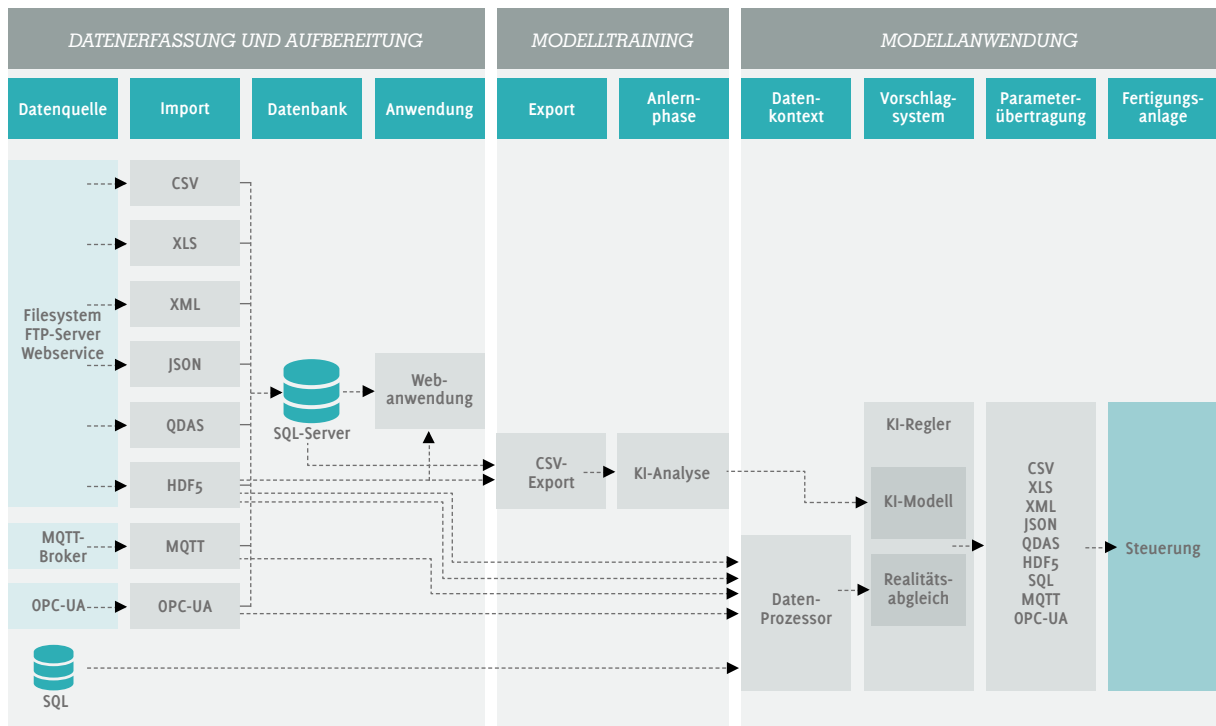 DATENERFASSUNG UND AUFBEREITUNG
MODELLTRAINING
MODELLANWENDUNG
Datenquelle
Import
Datenbank
Anwendung
Export
Anlern-
phase
Daten-
kontext
Vorschlag-
system
Parameter-
übertragung
Fertigungs-
anlage
Filesystem
FTP-Server
Webservice
MQTT-
Broker
OPC-UA
SQL
CSV
XLS
XML
JSON
QDAS
HDF5
MQTT
OPC-UA
SQL-Server
Web-
anwendung
CSV-
Export
KI-Analyse
Daten-
Prozessor
KI-Regler
KI-Modell
Realitäts-
abgleich
CSV
XLS
XML
JSON
QDAS
HDF5
SQL
MQTT
OPC-UA
Steuerung